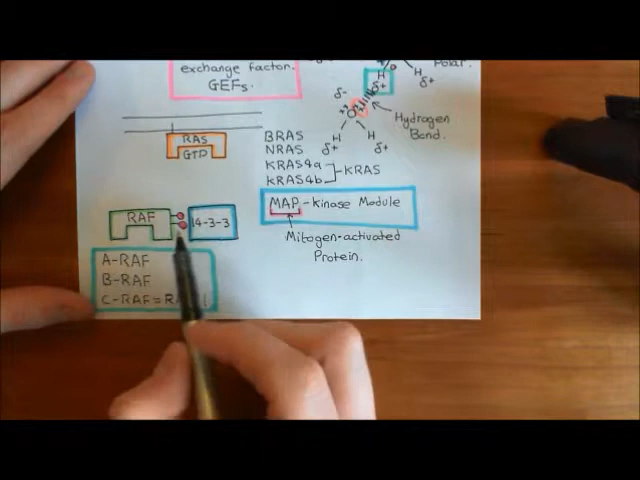 exchange factor.
GEFs.
Polar.
H
H
δ+
δ+
δ-
O
H
H
δ+
δ+
Hydrogen
Bond.
RAS
GTP
BRAS
NRAS
KRAS4a
KRAS4b
KRAS
MAP-Kinase Module
Mitogen-activated
Protein.
RAF
14-3-3
A-RAF
B-RAF
C-RAF=R